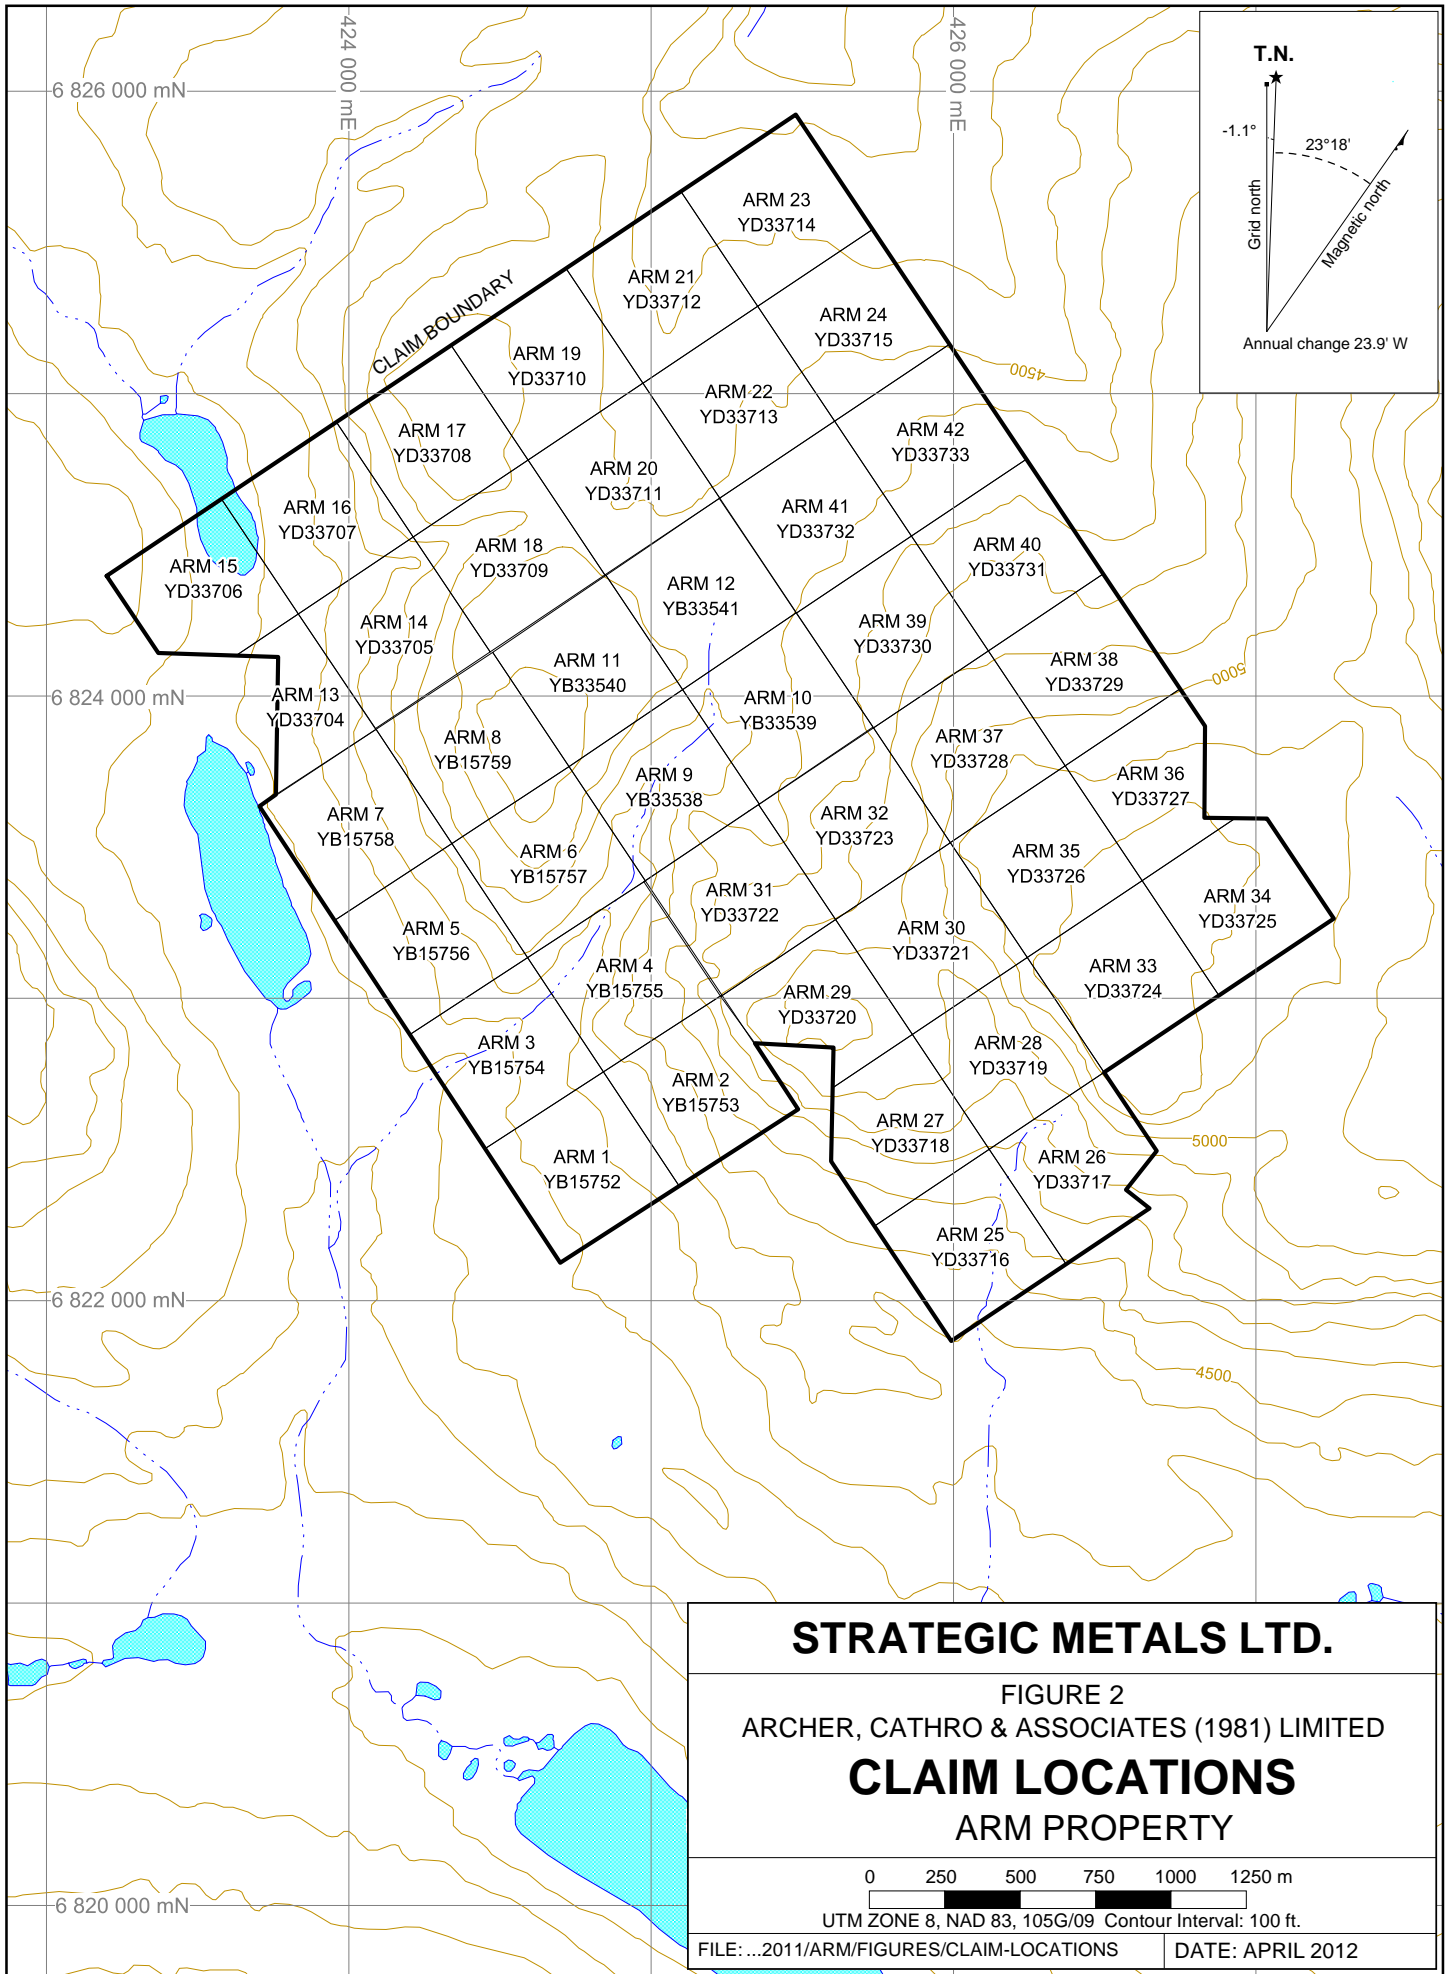 424 000 mE
426 000 mE
6 826 000 mN
T.N.
-1.1°
23°18'
Grid north
Magnetic north
Annual change 23.9' W
CLAIM BOUNDARY
ARM 23
YD33714
ARM 21
YD33712
ARM 24
YD33715
ARM 19
YD33710
4500
ARM 22
YD33713
ARM 17
YD33708
ARM 42
YD33733
ARM 20
YD33711
ARM 16
YD33707
ARM 41
YD33732
ARM 18
YD33709
ARM 40
YD33731
ARM 15
YD33706
ARM 12
YB33541
ARM 14
YD33705
ARM 39
YD33730
ARM 11
YB33540
ARM 38
YD33729
5000
6 824 000 mN
ARM 13
YD33704
ARM 10
YB33539
ARM 8
YB15759
ARM 37
YD33728
ARM 9
YB33538
ARM 36
YD33727
ARM 7
YB15758
ARM 32
YD33723
ARM 6
YB15757
ARM 35
YD33726
ARM 31
YD33722
ARM 34
YD33725
ARM 5
YB15756
ARM 30
YD33721
ARM 4
YB15755
ARM 33
YD33724
ARM 29
YD33720
ARM 3
YB15754
ARM 28
YD33719
ARM 2
YB15753
ARM 27
YD33718
5000
ARM 1
YB15752
ARM 26
YD33717
ARM 25
YD33716
6 822 000 mN
4500
6 820 000 mN
STRATEGIC METALS LTD.
FIGURE 2
ARCHER, CATHRO & ASSOCIATES (1981) LIMITED
CLAIM LOCATIONS
ARM PROPERTY
0 250 500 750 1000 1250 m
UTM ZONE 8, NAD 83, 105G/09 Contour Interval: 100 ft.
FILE: ...2011/ARM/FIGURES/CLAIM-LOCATIONS
DATE: APRIL 2012